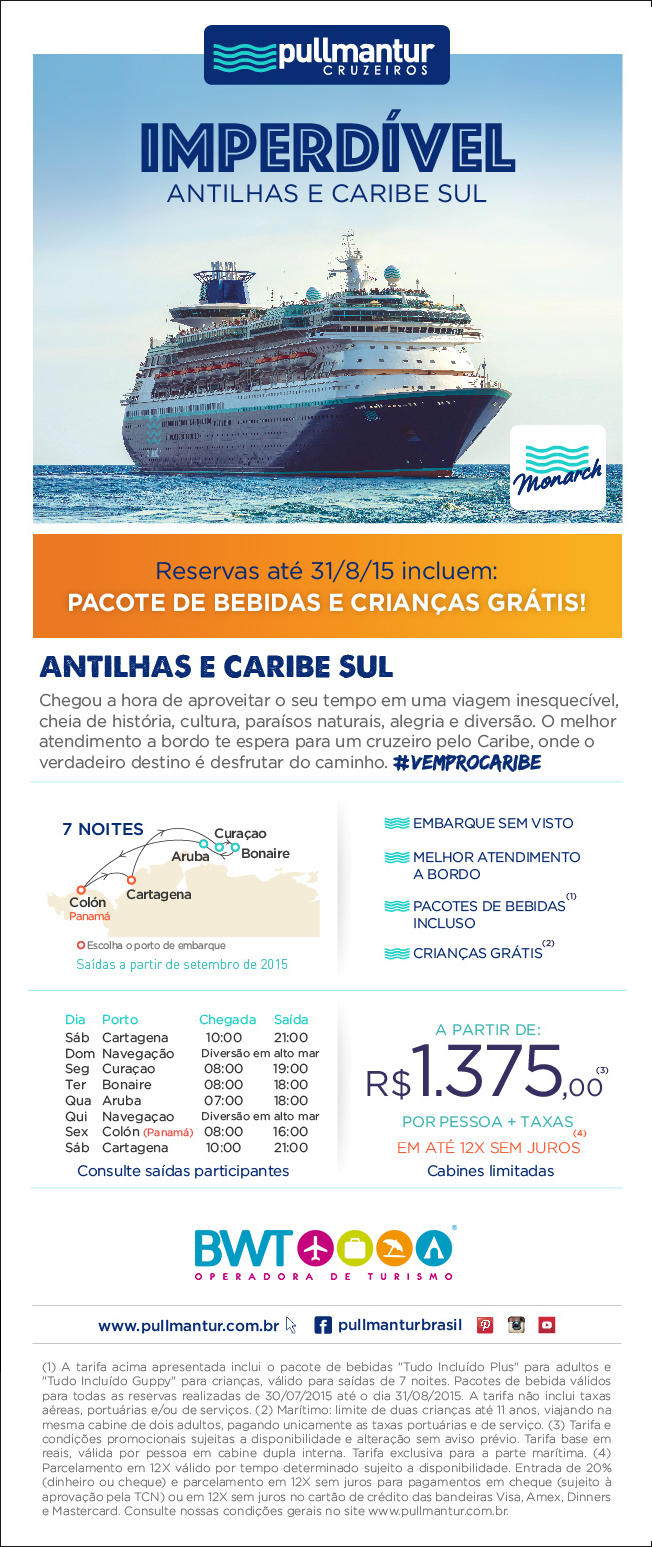 pullmantur
CRUZEIROS
IMPERDÍVEL
ANTILHAS E CARIBE SUL
Monarch
Reservas até 31/8/15 incluem:
PACOTE DE BEBIDAS E CRIANÇAS GRÁTIS!
ANTILHAS E CARIBE SUL
Chegou a hora de aproveitar o seu tempo em uma viagem inesquecível,
cheia de história, cultura, paraísos naturais, alegria e diversão. O melhor
atendimento a bordo te espera para um cruzeiro pelo Caribe, onde o
verdadeiro destino é desfrutar do caminho. #VEMPROCARIBE
7 NOITES
Curaçao
Aruba
Bonaire
Cartagena
Colón
Panamá
Escolha o porto de embarque
Saídas a partir de setembro de 2015
EMBARQUE SEM VISTO
MELHOR ATENDIMENTO
A BORDO
PACOTES DE BEBIDAS(1)
INCLUSO
CRIANÇAS GRÁTIS(2)
Dia Porto Chegada Saída
Sáb Cartagena 10:00 21:00
Dom Navegação Diversão em alto mar
Seg Curaçao 08:00 19:00
Ter Bonaire 08:00 18:00
Qua Aruba 07:00 18:00
Qui Navegaçao Diversão em alto mar
Sex Colón (Panamá) 08:00 16:00
Sáb Cartagena 10:00 21:00
Consulte saídas participantes
A PARTIR DE:
R$1.375,00(3)
POR PESSOA + TAXAS
EM ATÉ 12X SEM JUROS(4)
Cabines limitadas
BWT®
OPERADORA DE TURISMO
www.pullmantur.com.br
pullmanturbrasil
(1) A tarifa acima apresentada inclui o pacote de bebidas "Tudo Incluído Plus" para adultos e
"Tudo Incluído Guppy" para crianças, válido para saídas de 7 noites. Pacotes de bebida válidos
para todas as reservas realizadas de 30/07/2015 até o dia 31/08/2015. A tarifa não inclui taxas
aéreas, portuárias e/ou de serviços. (2) Marítimo: limite de duas crianças até 11 anos, viajando na
mesma cabine de dois adultos, pagando unicamente as taxas portuárias e de serviço. (3) Tarifa e
condições promocionais sujeitas a disponibilidade e alteração sem aviso prévio. Tarifa base em
reais, válida por pessoa em cabine dupla interna. Tarifa exclusiva para a parte marítima. (4)
Parcelamento em 12X válido por tempo determinado sujeito a disponibilidade. Entrada de 20%
(dinheiro ou cheque) e parcelamento em 12X sem juros para pagamentos em cheque (sujeito à
aprovação pela TCN) ou em 12X sem juros no cartão de crédito das bandeiras Visa, Amex, Dinners
e Mastercard. Consulte nossas condições gerais no site www.pullmantur.com.br.